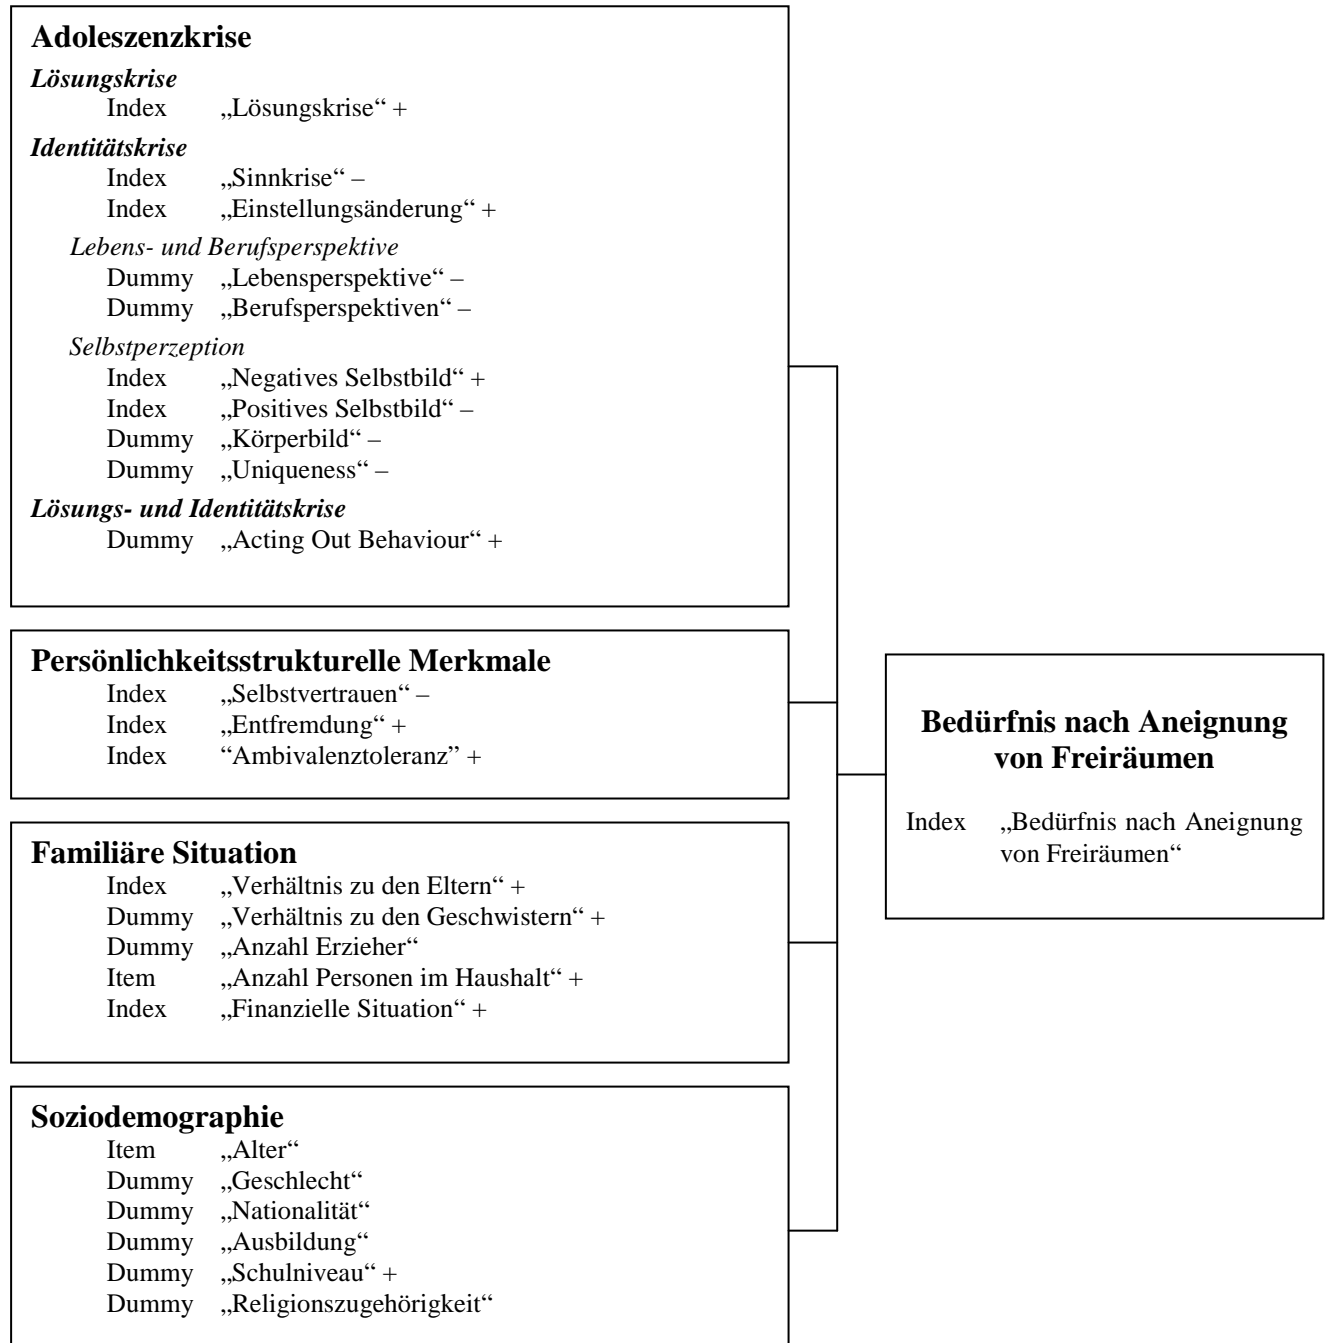 Adoleszenzkrise
Lösungskrise
Index „Lösungskrise“ +
Identitätskrise
Index „Sinnkrise“ –
Index „Einstellungsänderung“ +
Lebens- und Berufsperspektive
Dummy „Lebensperspektive“ –
Dummy „Berufsperspektiven“ –
Selbstperzeption
Index „Negatives Selbstbild“ +
Index „Positives Selbstbild“ –
Dummy „Körperbild“ –
Dummy „Uniqueness“ –
Lösungs- und Identitätskrise
Dummy „Acting Out Behaviour“ +
Persönlichkeitsstrukturelle Merkmale
Index „Selbstvertrauen“ –
Index „Entfremdung“ +
Index “Ambivalenztoleranz” +
Familiäre Situation
Index „Verhältnis zu den Eltern“ +
Dummy „Verhältnis zu den Geschwistern“ +
Dummy „Anzahl Erzieher“
Item „Anzahl Personen im Haushalt“ +
Index „Finanzielle Situation“ +
Soziodemographie
Item „Alter“
Dummy „Geschlecht“
Dummy „Nationalität“
Dummy „Ausbildung“
Dummy „Schulniveau“ +
Dummy „Religionszugehörigkeit“
Bedürfnis nach Aneignung
von Freiräumen
Index „Bedürfnis nach Aneignung
von Freiräumen“